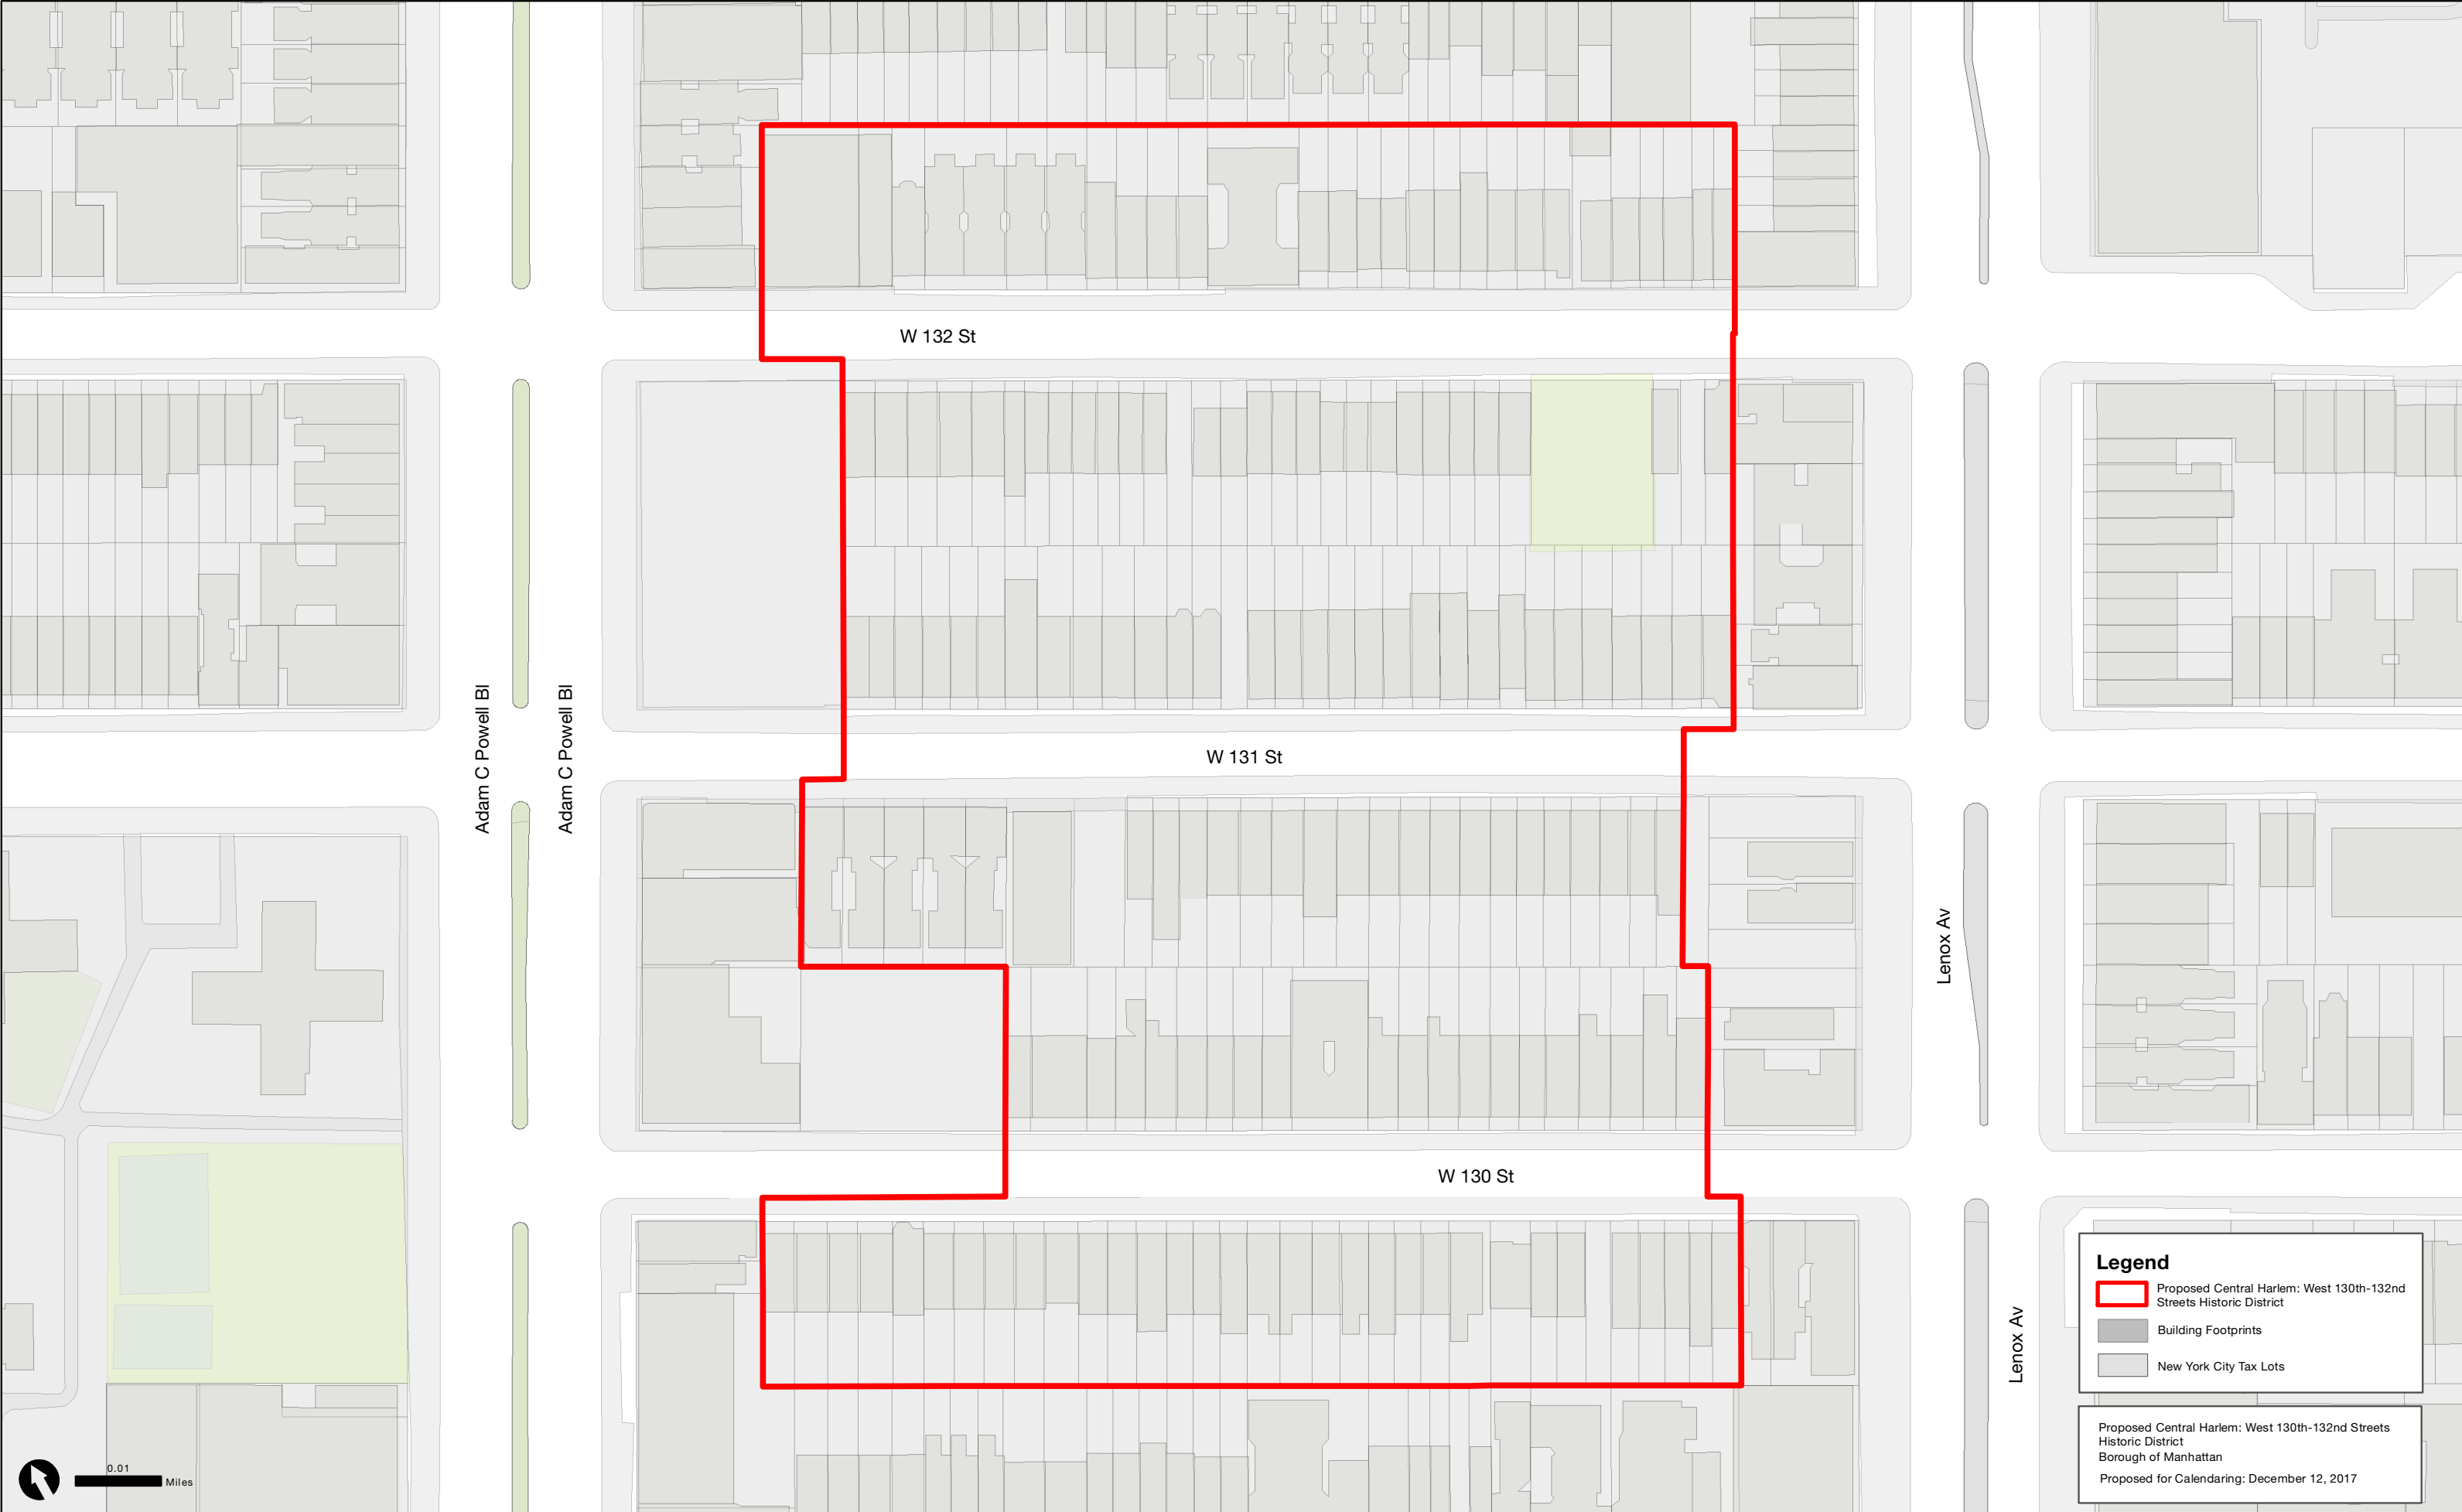 W 132 St
Adam C Powell Bl
Adam C Powell Bl
W 131 St
Lenox Av
W 130 St
Lenox Av
Legend
Proposed Central Harlem: West 130th-132nd
Streets Historic District
Building Footprints
New York City Tax Lots
Proposed Central Harlem: West 130th-132nd Streets
Historic District
Borough of Manhattan
Proposed for Calendaring: December 12, 2017
0.01
Miles